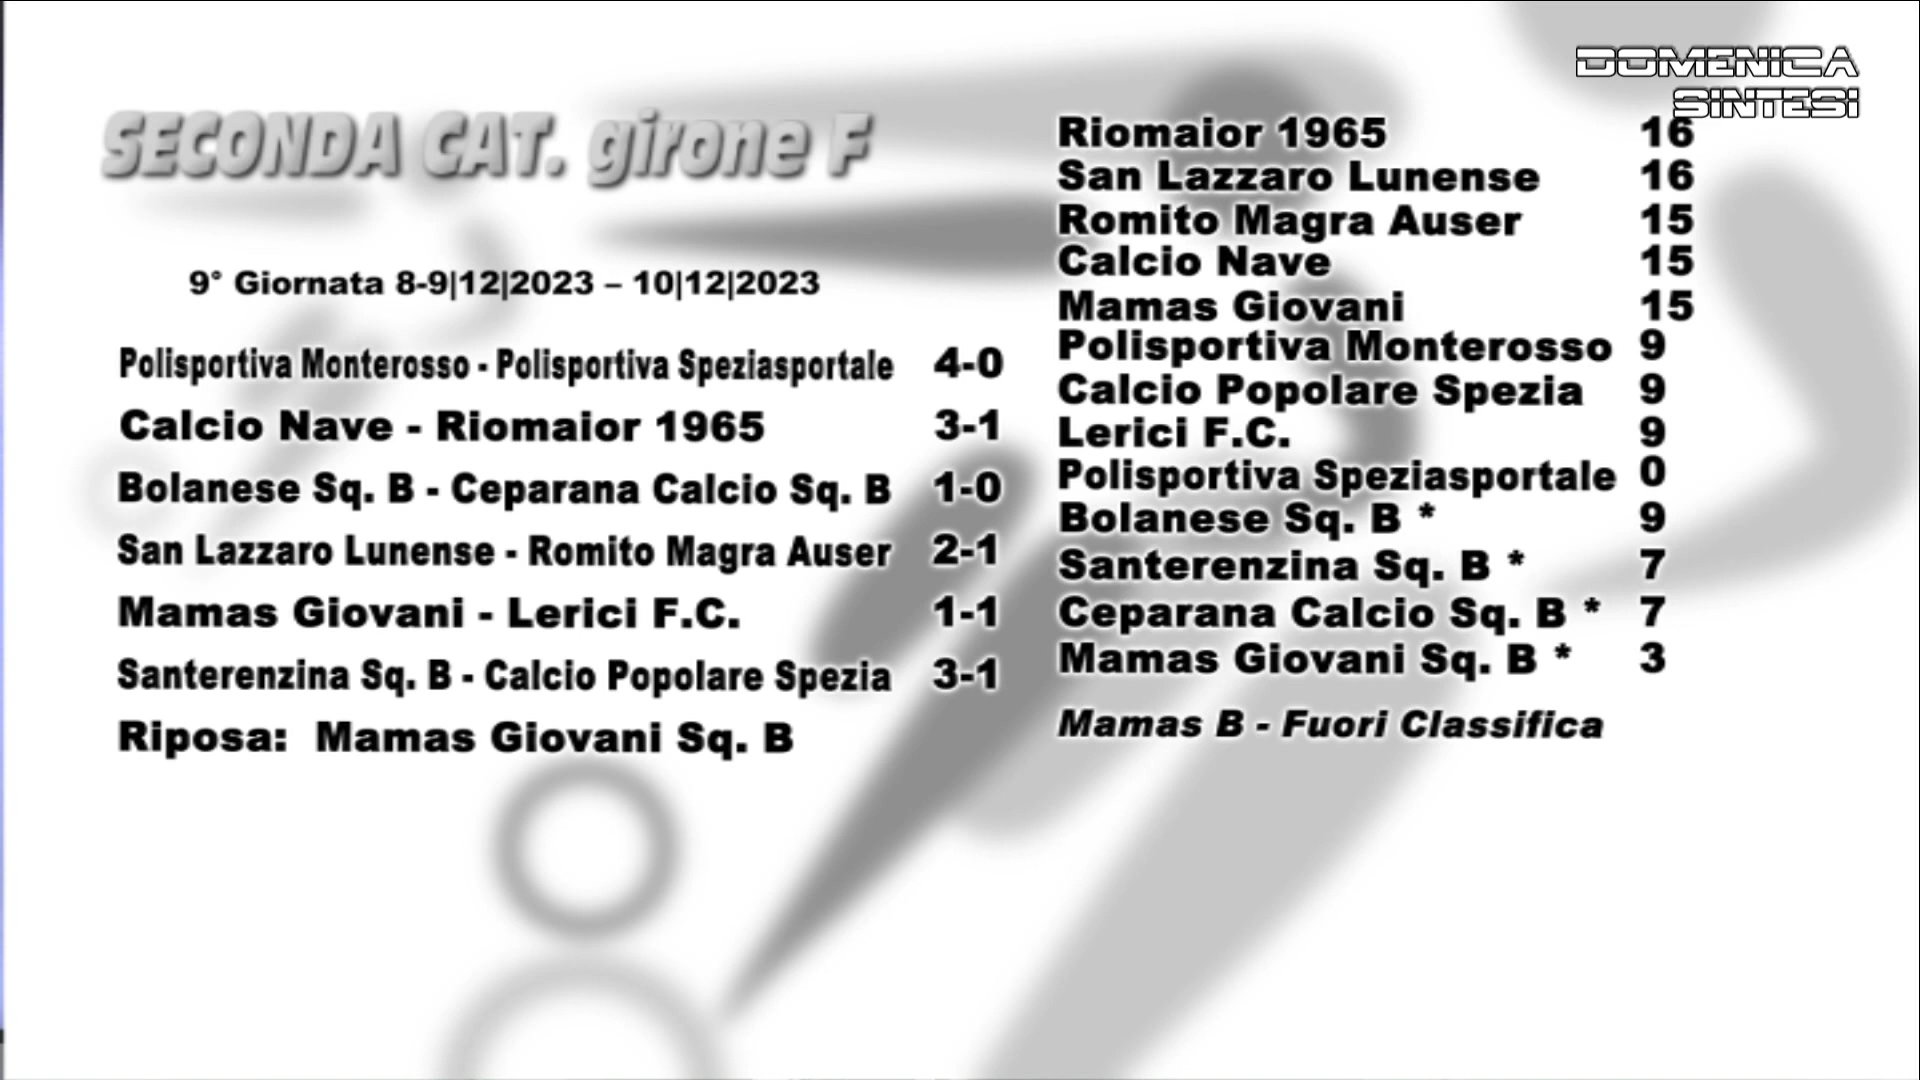 DOMENICA
SINTESI
SECONDA CAT. girone F
9° Giornata 8-9|12|2023 – 10|12|2023
Polisportiva Monterosso - Polisportiva Speziasportale 4-0
Calcio Nave - Riomaior 1965 3-1
Bolanese Sq. B - Ceparana Calcio Sq. B 1-0
San Lazzaro Lunense - Romito Magra Auser 2-1
Mamas Giovani - Lerici F.C. 1-1
Santerenzina Sq. B - Calcio Popolare Spezia 3-1
Riposa: Mamas Giovani Sq. B
Riomaior 1965 16
San Lazzaro Lunense 16
Romito Magra Auser 15
Calcio Nave 15
Mamas Giovani 15
Polisportiva Monterosso 9
Calcio Popolare Spezia 9
Lerici F.C. 9
Polisportiva Speziasportale 0
Bolanese Sq. B * 9
Santerenzina Sq. B * 7
Ceparana Calcio Sq. B * 7
Mamas Giovani Sq. B * 3
Mamas B - Fuori Classifica